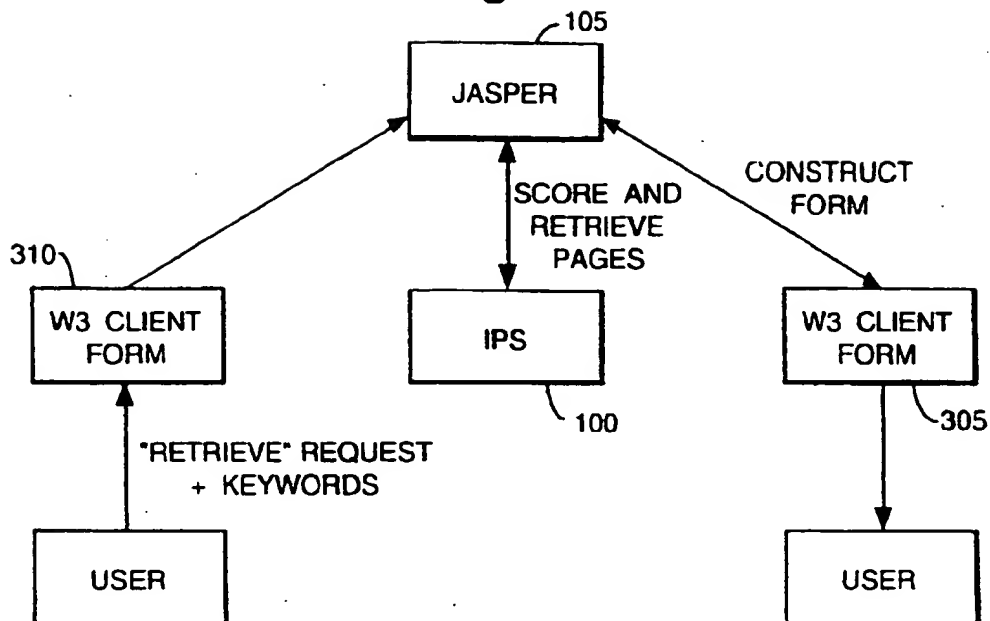 105
JASPER
CONSTRUCT
FORM
SCORE AND
RETRIEVE
PAGES
310
W3 CLIENT
FORM
IPS
W3 CLIENT
FORM
100
305
"RETRIEVE" REQUEST
+ KEYWORDS
USER
USER